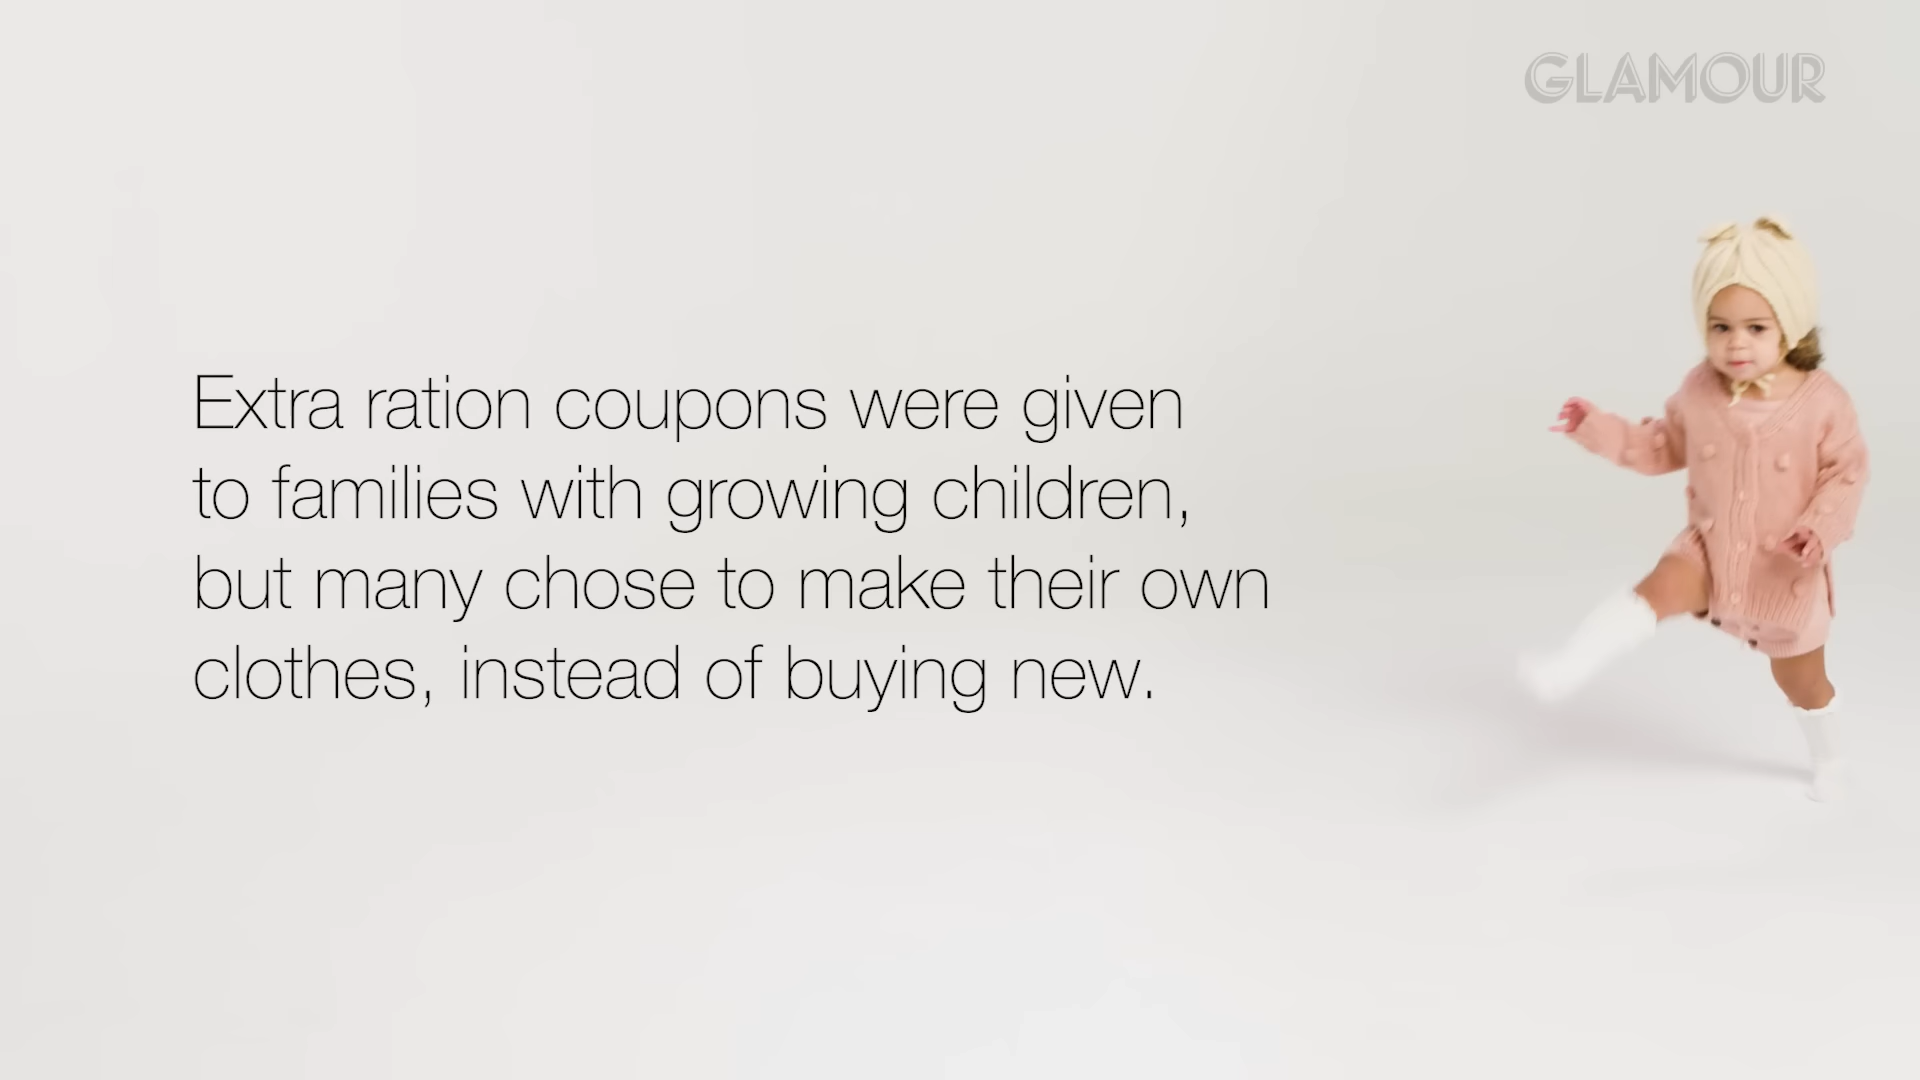 GLAMOUR
Extra ration coupons were given
to families with growing children,
but many chose to make their own
clothes, instead of buying new.